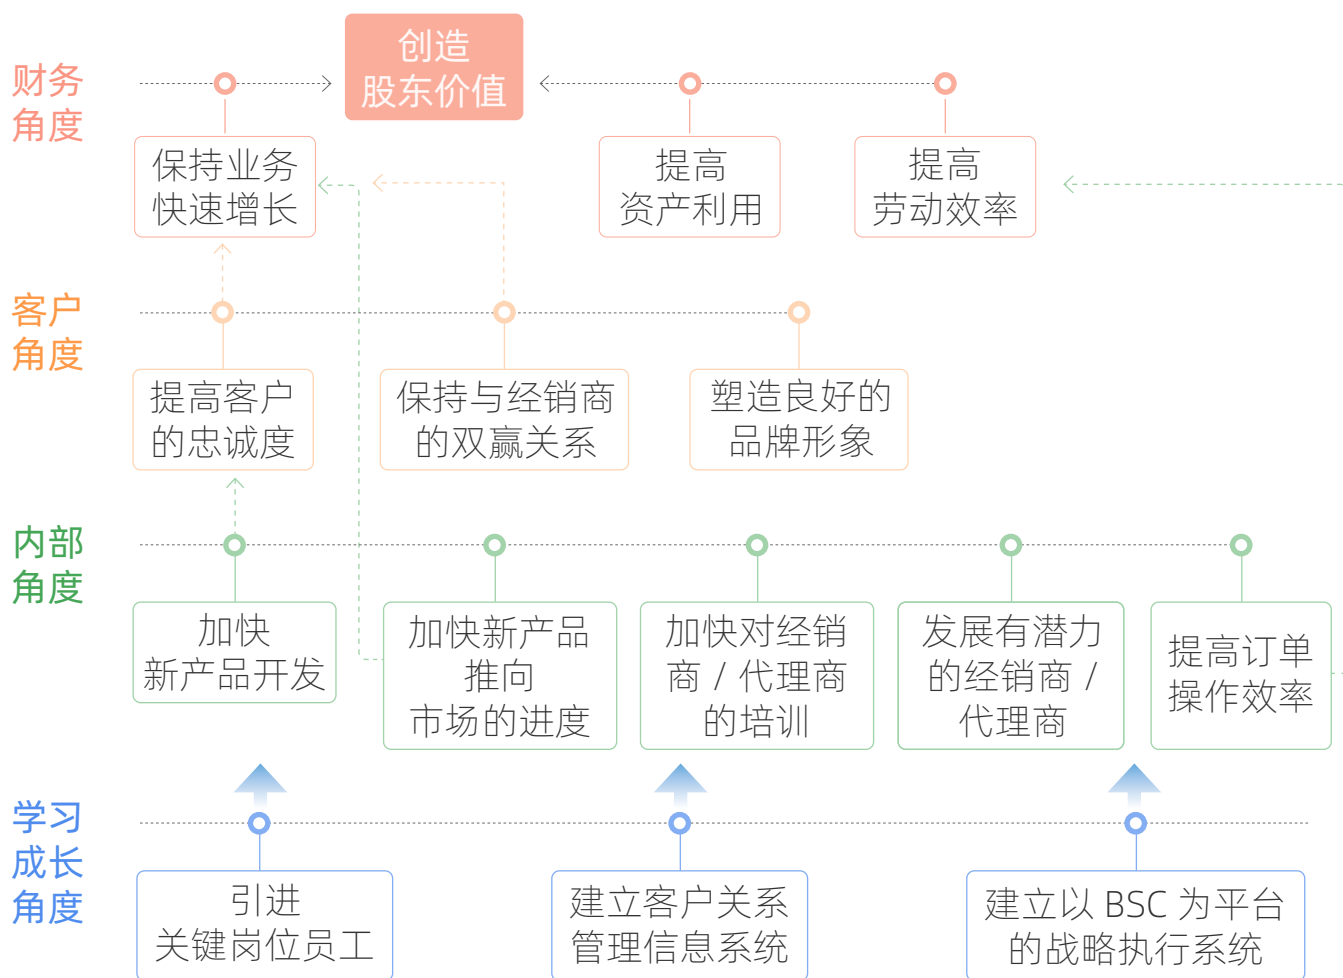 创造
股东价值
财务
角度
保持业务
快速增长
提高
资产利用
提高
劳动效率
客户
角度
提高客户
的忠诚度
保持与经销商
的双赢关系
塑造良好的
品牌形象
内部
角度
加快
新产品开发
加快新产品
推向
市场的进度
加快对经销
商 / 代理商
的培训
发展有潜力
的经销商 /
代理商
提高订单
操作效率
学习
成长
角度
引进
关键岗位员工
建立客户关系
管理信息系统
建立以 BSC 为平台
的战略执行系统